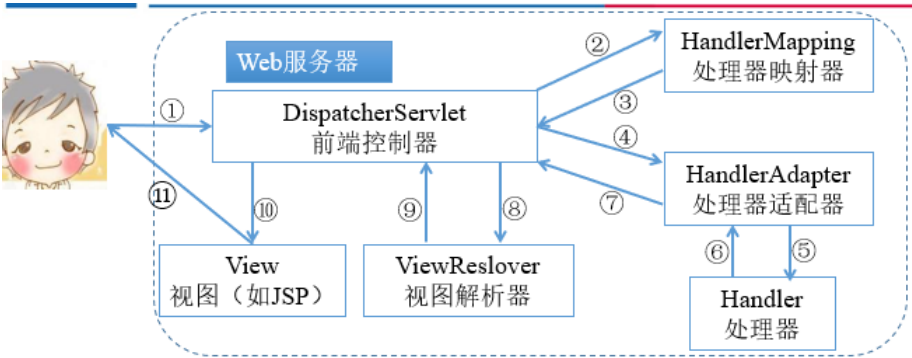 Web服务器
②
HandlerMapping
处理器映射器
①
DispatcherServlet
前端控制器
③
④
HandlerAdapter
处理器适配器
⑦
⑪
⑩
⑨
⑧
⑥
⑤
View
视图（如JSP）
ViewReslover
视图解析器
Handler
处理器